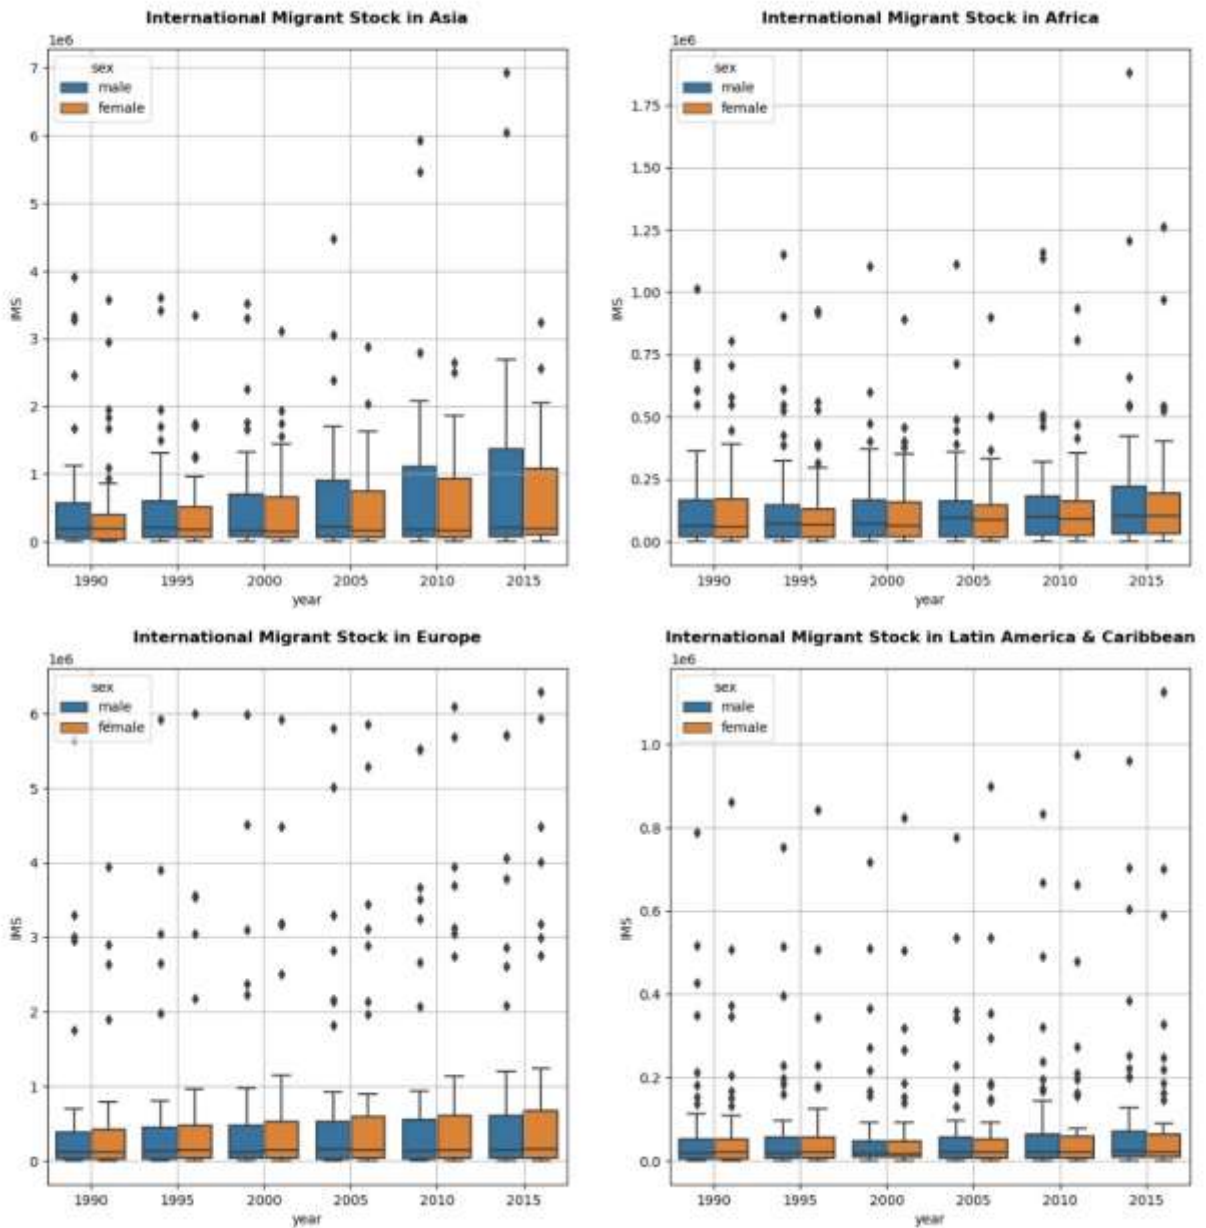 International Migrant Stock in Asia
1e6
sex
male
female
7
6
5
4
3
2
1
0
IMS
1990 1995 2000 2005 2010 2015
year
International Migrant Stock in Africa
1e6
sex
male
female
1.75
1.50
1.25
1.00
0.75
0.50
0.25
0.00
IMS
1990 1995 2000 2005 2010 2015
year
International Migrant Stock in Europe
1e6
sex
male
female
6
5
4
3
2
1
0
IMS
1990 1995 2000 2005 2010 2015
year
International Migrant Stock in Latin America & Caribbean
1e6
sex
male
female
1.0
0.8
0.6
0.4
0.2
0.0
IMS
1990 1995 2000 2005 2010 2015
year